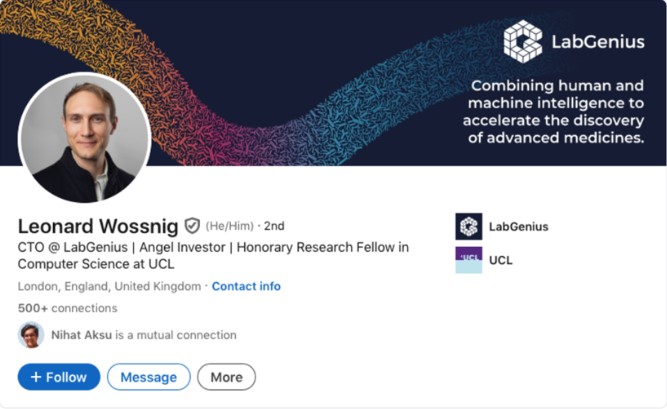 LabGenius
Combining human and
machine intelligence to
accelerate the discovery
of advanced medicines.
Leonard Wossnig (He/Him) · 2nd
CTO @ LabGenius | Angel Investor | Honorary Research Fellow in
Computer Science at UCL
London, England, United Kingdom · Contact info
500+ connections
Nihat Aksu is a mutual connection
+ Follow
Message
More
LabGenius
UCL
UCL